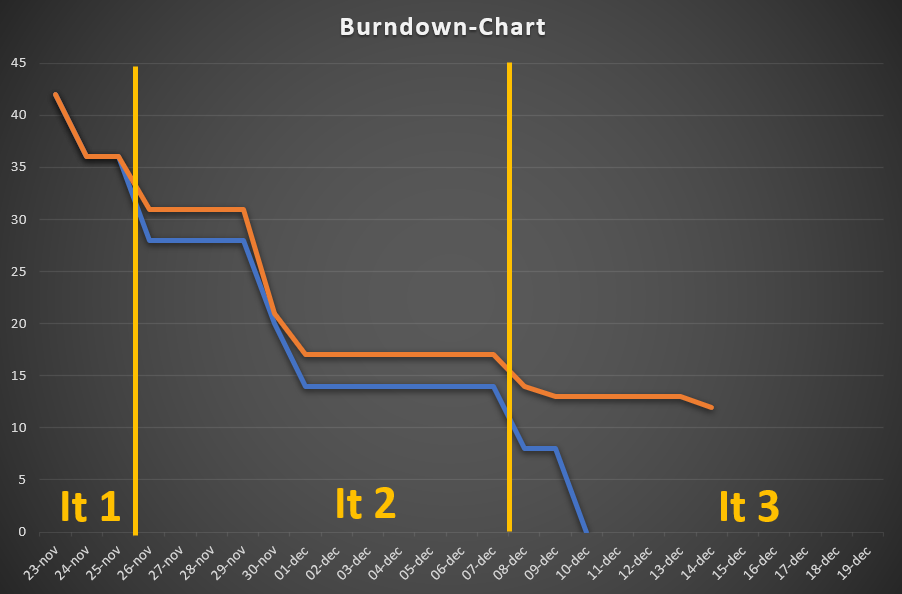 Burndown-Chart
45
40
35
30
25
20
15
10
5
0
It 1
It 2
It 3
23-nov
24-nov
25-nov
26-nov
27-nov
28-nov
29-nov
30-nov
01-dec
02-dec
03-dec
04-dec
05-dec
06-dec
07-dec
08-dec
09-dec
10-dec
11-dec
12-dec
13-dec
14-dec
15-dec
16-dec
17-dec
18-dec
19-dec